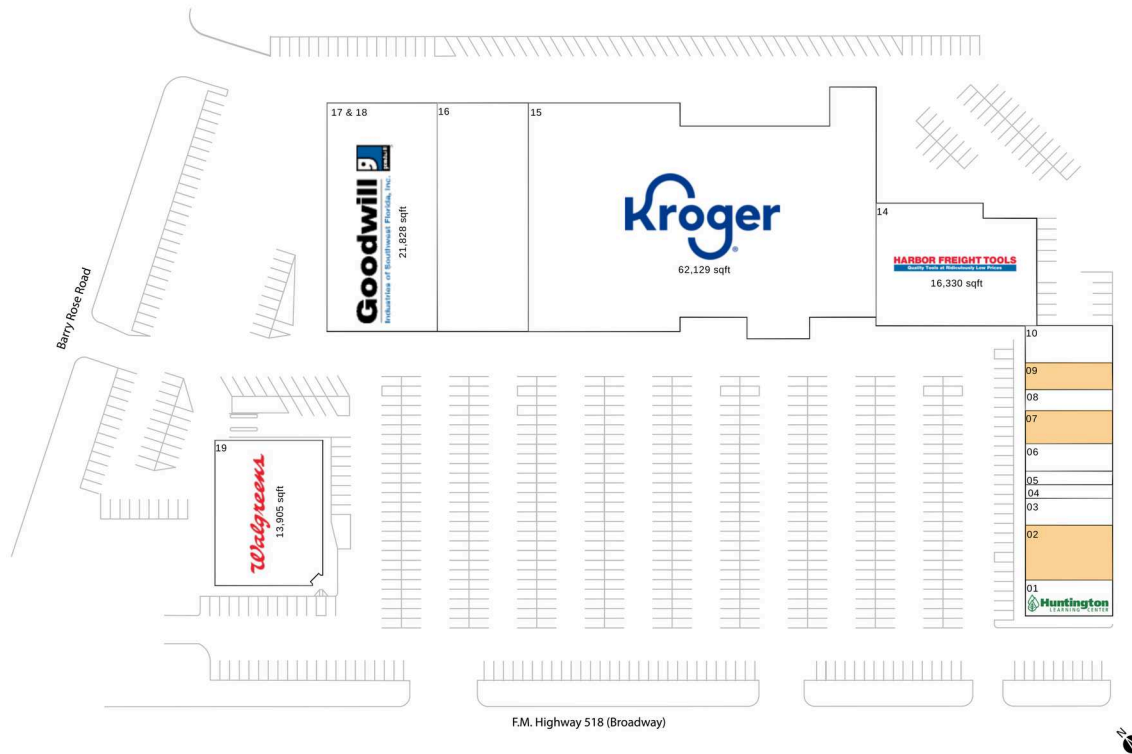 17 & 18
16
15
Goodwill
Industries of Southwest Florida, Inc.
21,828 sqft
Kroger
62,129 sqft
14
HARBOR FREIGHT TOOLS
Quality Tools at Ridiculously Low Prices
16,330 sqft
Barry Rose Road
10
09
08
07
06
05
04
03
02
01
Huntington
LEARNING CENTER
19
Walgreens
13,905 sqft
F.M. Highway 518 (Broadway)
N